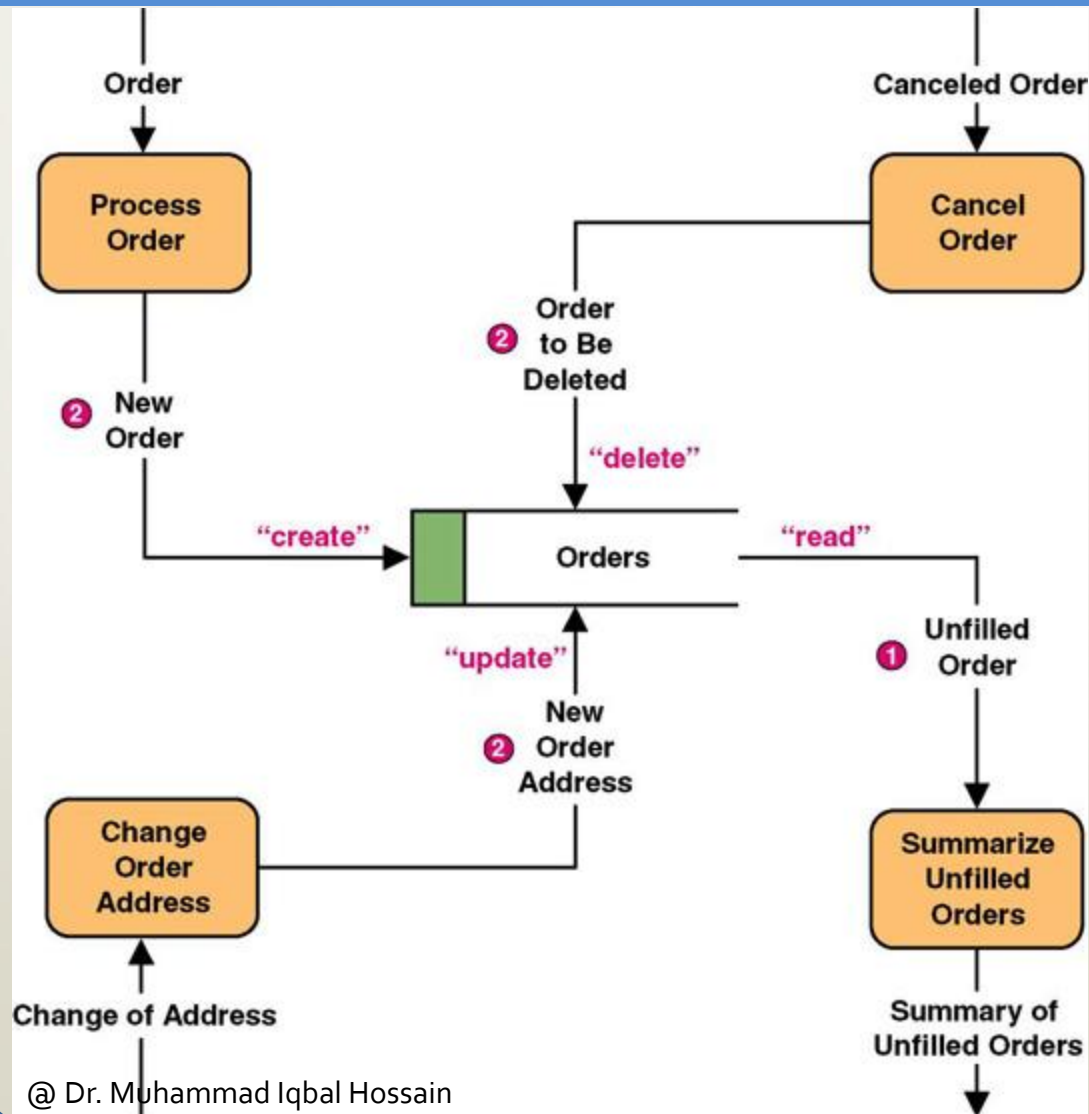 Order
Canceled Order
Process
Order
Cancel
Order
Order
2 to Be
Deleted
2 New
Order
“delete”
“create”
Orders
“read”
“update”
Unfilled
1 Order
New
2 Order
Address
Change
Order
Address
Summarize
Unfilled
Orders
Change of Address
Summary of
Unfilled Orders
@ Dr. Muhammad Iqbal Hossain